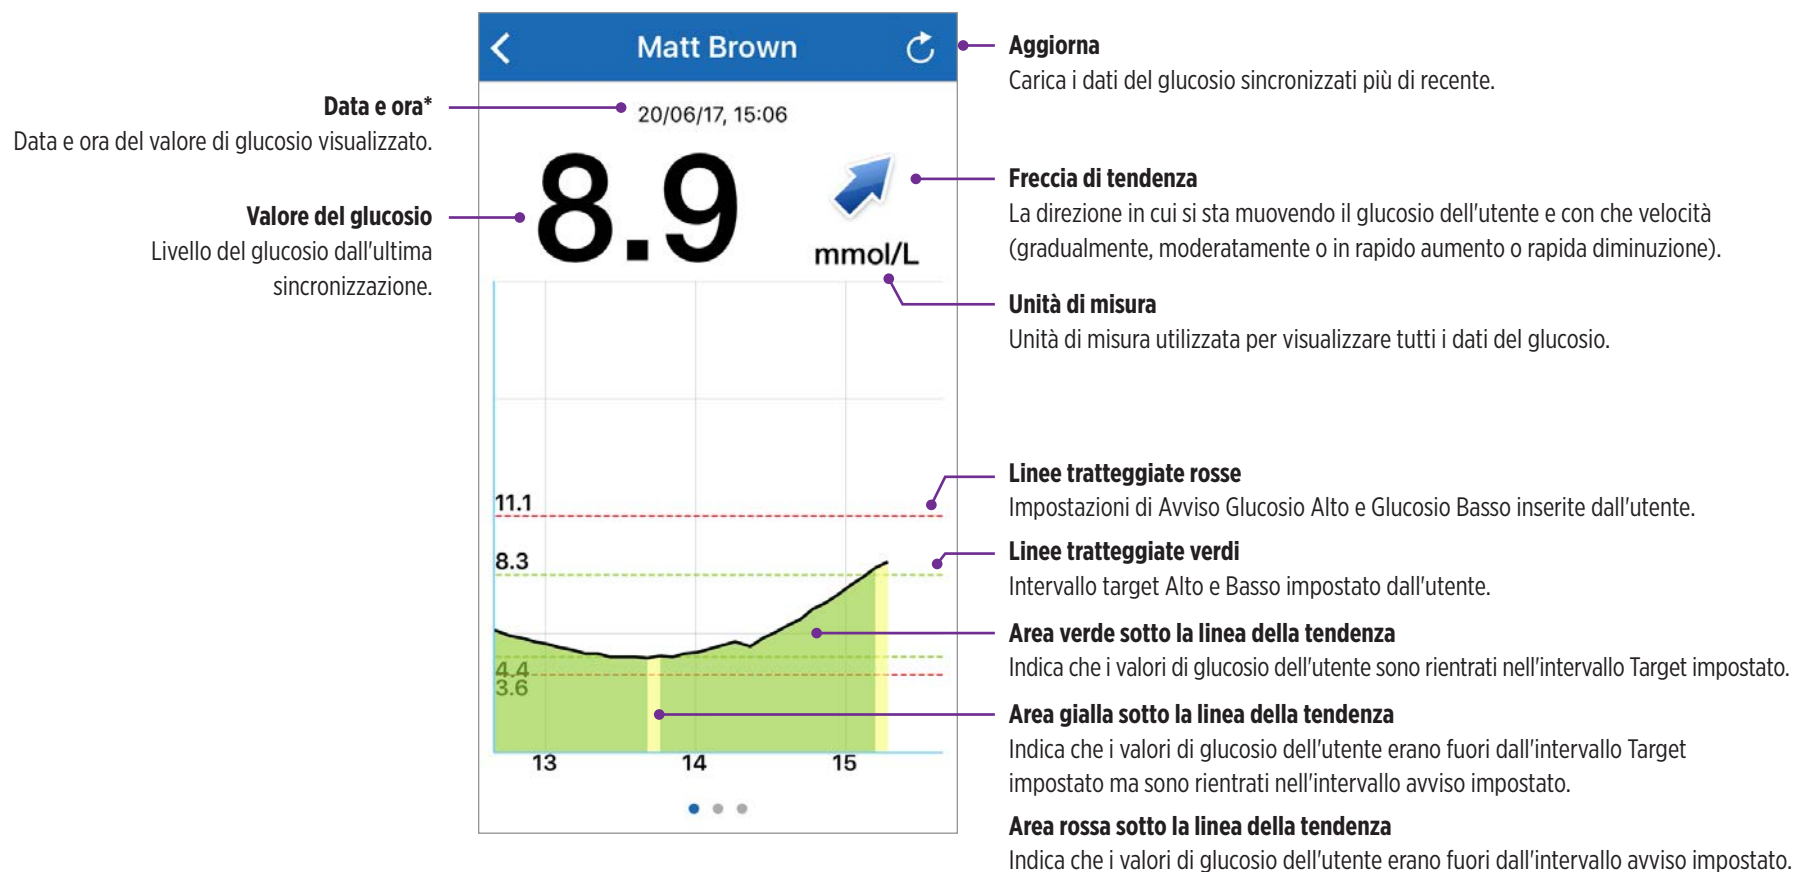 Matt Brown
20/06/17, 15:06
8.9
mmol/L
11.1
8.3
4.4
3.6
13 14 15
Data e ora*
Data e ora del valore di glucosio visualizzato.
Valore del glucosio
Livello del glucosio dall'ultima
sincronizzazione.
Aggiorna
Carica i dati del glucosio sincronizzati più di recente.
Freccia di tendenza
La direzione in cui si sta muovendo il glucosio dell'utente e con che velocità
(gradualmente, moderatamente o in rapido aumento o rapida diminuzione).
Unità di misura
Unità di misura utilizzata per visualizzare tutti i dati del glucosio.
Linee tratteggiate rosse
Impostazioni di Avviso Glucosio Alto e Glucosio Basso inserite dall'utente.
Linee tratteggiate verdi
Intervallo target Alto e Basso impostato dall'utente.
Area verde sotto la linea della tendenza
Indica che i valori di glucosio dell'utente sono rientrati nell'intervallo Target impostato.
Area gialla sotto la linea della tendenza
Indica che i valori di glucosio dell'utente erano fuori dall'intervallo Target
impostato ma sono rientrati nell'intervallo avviso impostato.
Area rossa sotto la linea della tendenza
Indica che i valori di glucosio dell'utente erano fuori dall'intervallo avviso impostato.